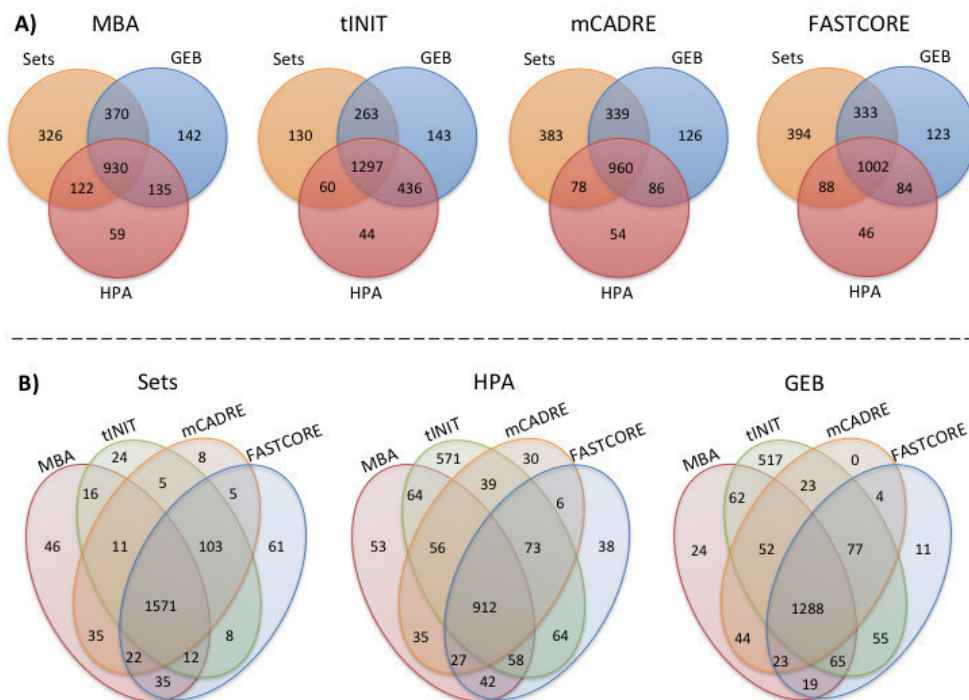 A) MBA tINIT mCADRE FASTCORE
Sets GEB Sets GEB Sets GEB Sets GEB
370 263 339 333
326 142 130 143 383 126 394 123
930 1297 960 1002
122 135 60 436 78 86 88 84
59 44 54 46
HPA HPA HPA HPA
B) Sets HPA GEB
tINIT mCADRE tINIT mCADRE tINIT mCADRE
MBA FASTCORE MBA FASTCORE MBA FASTCORE
24 8 571 30 517 0
16 5 5 64 39 6 62 23 4
46 11 103 61 53 56 73 38 24 52 77 11
1571 912 1288
35 8 35 64 44 55
22 12 27 58 23 65
35 42 19